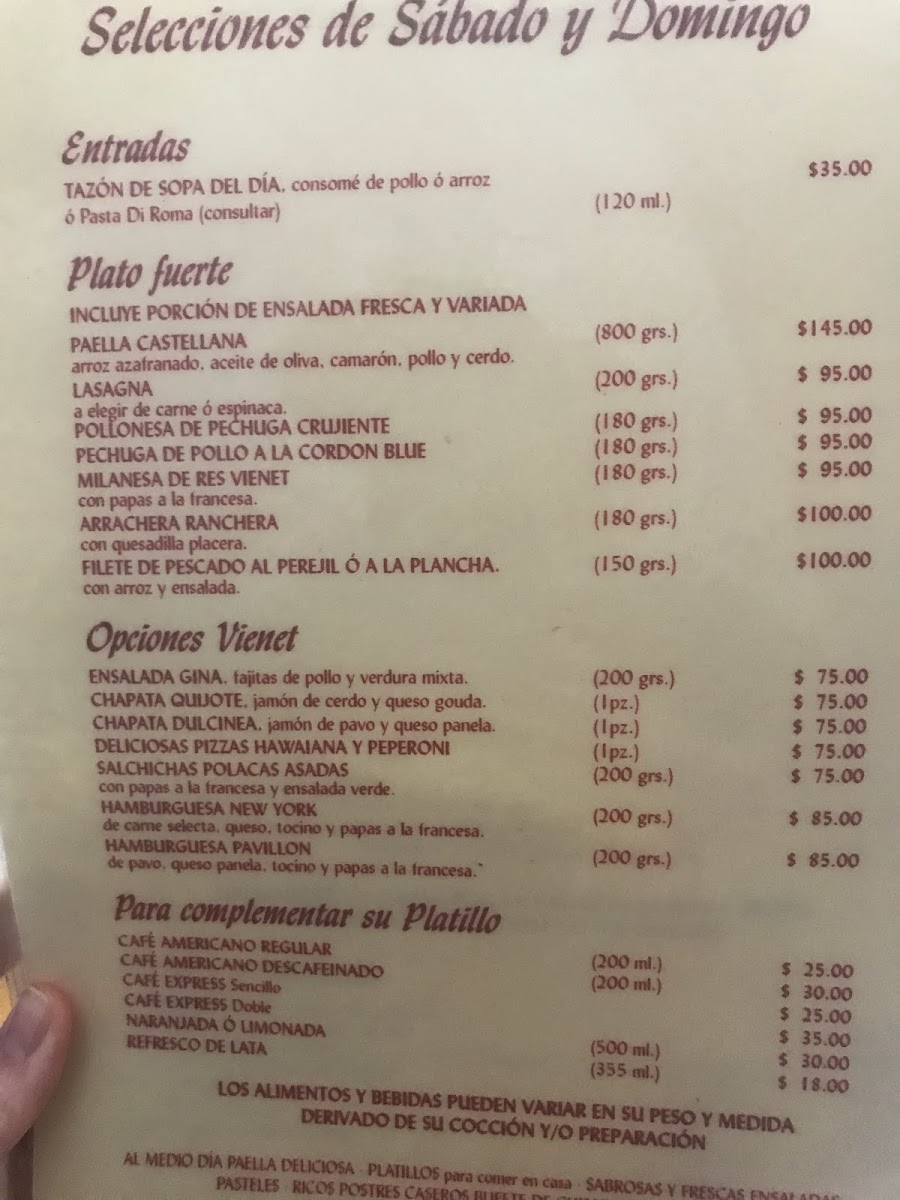 Selecciones de Sábado y Domingo
Entradas
TAZÓN DE SOPA DEL DÍA, consomé de pollo ó arroz $35.00
ó Pasta Di Roma (consultar) (120 ml.)
Plato fuerte
INCLUYE PORCIÓN DE ENSALADA FRESCA Y VARIADA
PAELLA CASTELLANA (800 grs.) $145.00
arroz azafranado, aceite de oliva, camarón, pollo y cerdo.
LASAGNA (200 grs.) $ 95.00
a elegir de carne ó espinaca.
POLLONESA DE PECHUGA CRUJIENTE (180 grs.) $ 95.00
PECHUGA DE POLLO A LA CORDON BLUE (180 grs.) $ 95.00
MILANESA DE RES VIENET (180 grs.) $ 95.00
con papas a la francesa.
ARRACHERA RANCHERA (180 grs.) $100.00
con quesadilla placera.
FILETE DE PESCADO AL PEREJIL Ó A LA PLANCHA. (150 grs.) $100.00
con arroz y ensalada.
Opciones Vienet
ENSALADA GINA, fajitas de pollo y verdura mixta. (200 grs.) $ 75.00
CHAPATA QUIJOTE, jamón de cerdo y queso gouda. (1pz.) $ 75.00
CHAPATA DULCINEA, jamón de pavo y queso panela. (1pz.) $ 75.00
DELICIOSAS PIZZAS HAWAIANA Y PEPERONI (1pz.) $ 75.00
SALCHICHAS POLACAS ASADAS (200 grs.) $ 75.00
con papas a la francesa y ensalada verde.
HAMBURGUESA NEW YORK (200 grs.) $ 85.00
de carne selecta, queso, tocino y papas a la francesa.
HAMBURGUESA PAVILLON (200 grs.) $ 85.00
de pavo, queso panela, tocino y papas a la francesa."
Para complementar su Platillo
CAFÉ AMERICANO REGULAR (200 ml.) $ 25.00
CAFÉ AMERICANO DESCAFEINADO (200 ml.) $ 30.00
CAFÉ EXPRESS Sencillo $ 25.00
CAFÉ EXPRESS Doble $ 35.00
NARANJADA Ó LIMONADA (500 ml.) $ 30.00
REFRESCO DE LATA (355 ml.) $ 18.00
LOS ALIMENTOS Y BEBIDAS PUEDEN VARIAR EN SU PESO Y MEDIDA
DERIVADO DE SU COCCIÓN Y/O PREPARACIÓN
AL MEDIO DÍA PAELLA DELICIOSA · PLATILLOS para comer en casa · SABROSAS Y FRESCAS ENSALADAS
PASTELES · RICOS POSTRES CASEROS BUFETE DE